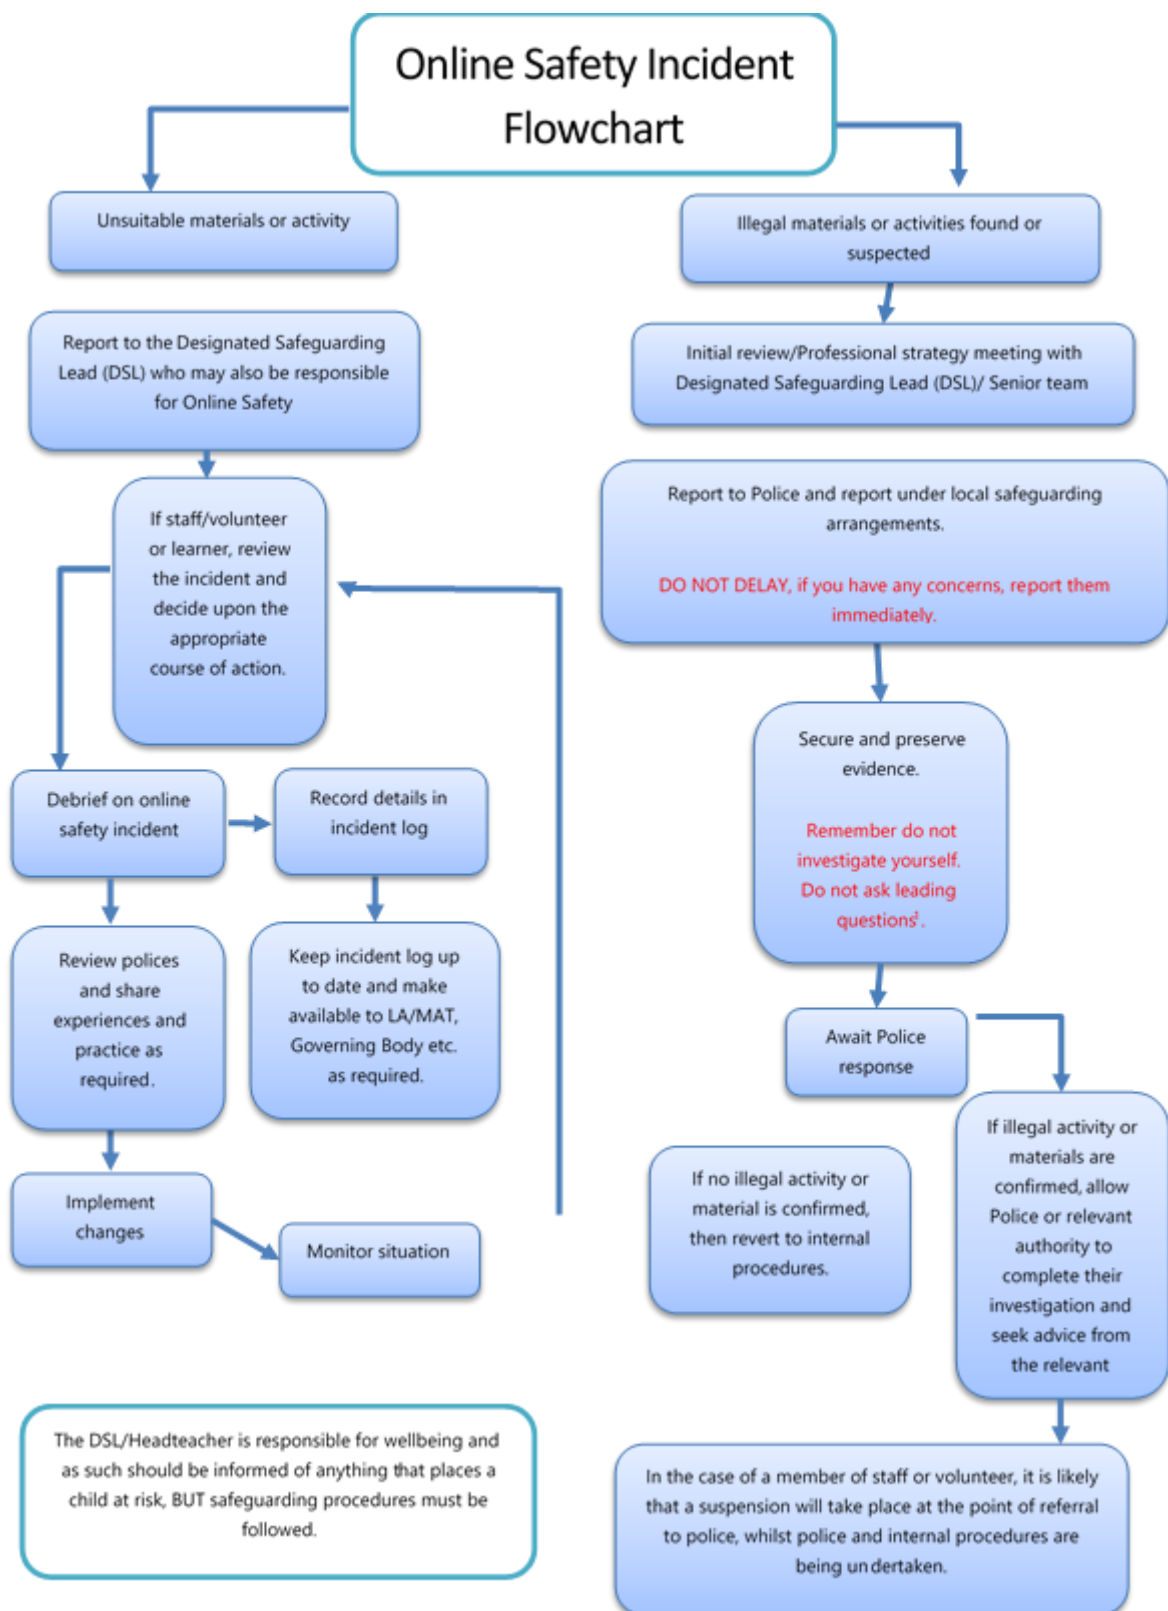 Online Safety Incident
Flowchart
Unsuitable materials or activity
Report to the Designated Safeguarding
Lead (DSL) who may also be responsible
for Online Safety
If staff/volunteer
or learner, review
the incident and
decide upon the
appropriate
course of action.
Debrief on online
safety incident
Record details in
incident log
Review polices
and share
experiences and
practice as
required.
Keep incident log up
to date and make
available to LA/MAT,
Governing Body etc.
as required.
Implement
changes
Monitor situation
The DSL/Headteacher is responsible for wellbeing and
as such should be informed of anything that places a
child at risk, BUT safeguarding procedures must be
followed.
Illegal materials or activities found or
suspected
Initial review/Professional strategy meeting with
Designated Safeguarding Lead (DSL)/ Senior team
Report to Police and report under local safeguarding
arrangements.
DO NOT DELAY, if you have any concerns, report them
immediately.
Secure and preserve
evidence.
Remember do not
investigate yourself.
Do not ask leading
questions.
Await Police
response
If no illegal activity or
material is confirmed,
then revert to internal
procedures.
If illegal activity or
materials are
confirmed, allow
Police or relevant
authority to
complete their
investigation and
seek advice from
the relevant
In the case of a member of staff or volunteer, it is likely
that a suspension will take place at the point of referral
to police, whilst police and internal procedures are
being undertaken.